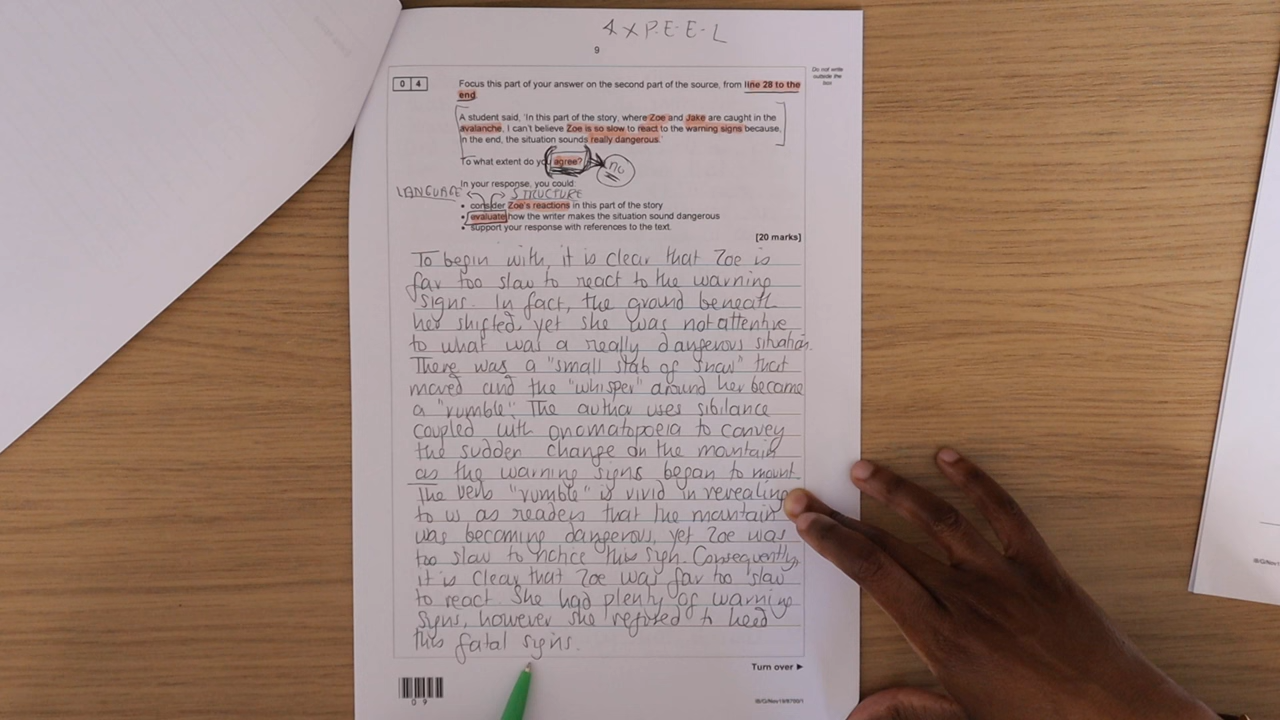 4 x P.E.E.L
9
Do not write
outside the
box
0 4
Focus this part of your answer on the second part of the source, from line 28 to the
end.
A student said, 'In this part of the story, where Zoe and Jake are caught in the
avalanche, I can't believe Zoe is so slow to react to the warning signs because,
in the end, the situation sounds really dangerous.'
To what extent do you agree?
no
In your response, you could:
LANGUAGE STRUCTURE
• consider Zoe's reactions in this part of the story
• evaluate how the writer makes the situation sound dangerous
• support your response with references to the text.
[20 marks]
To begin with, it is clear that Zoe is
far too slow to react to the warning
signs. In fact, the ground beneath
her shifted, yet she was not attentive
to what was a really dangerous situation.
There was a "small slab of snow" that
moved and the "whisper" around her became
a "rumble". The author uses sibilance
coupled with onomatopoeia to convey
the sudden change on the mountain
as the warning signs began to mount.
The verb "rumble" is vivid in revealing
to us as readers that the mountain
was becoming dangerous, yet Zoe was
too slow to notice this sign. Consequently,
it is clear that Zoe was far too slow
to react. She had plenty of warning
signs, however she refused to heed
this fatal signs.
Turn over ►
0 9
IB/G/Nov19/8700/1